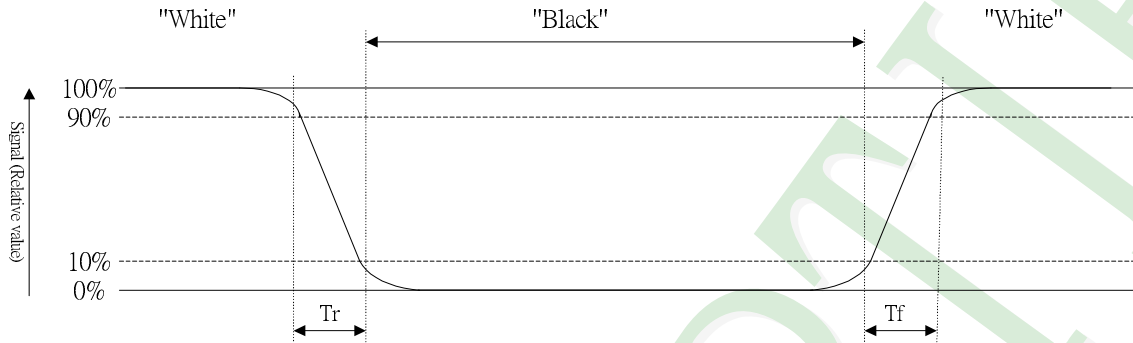 "White" "Black" "White"
100%
90%
Signal (Relative value)
10%
0%
Tr Tf